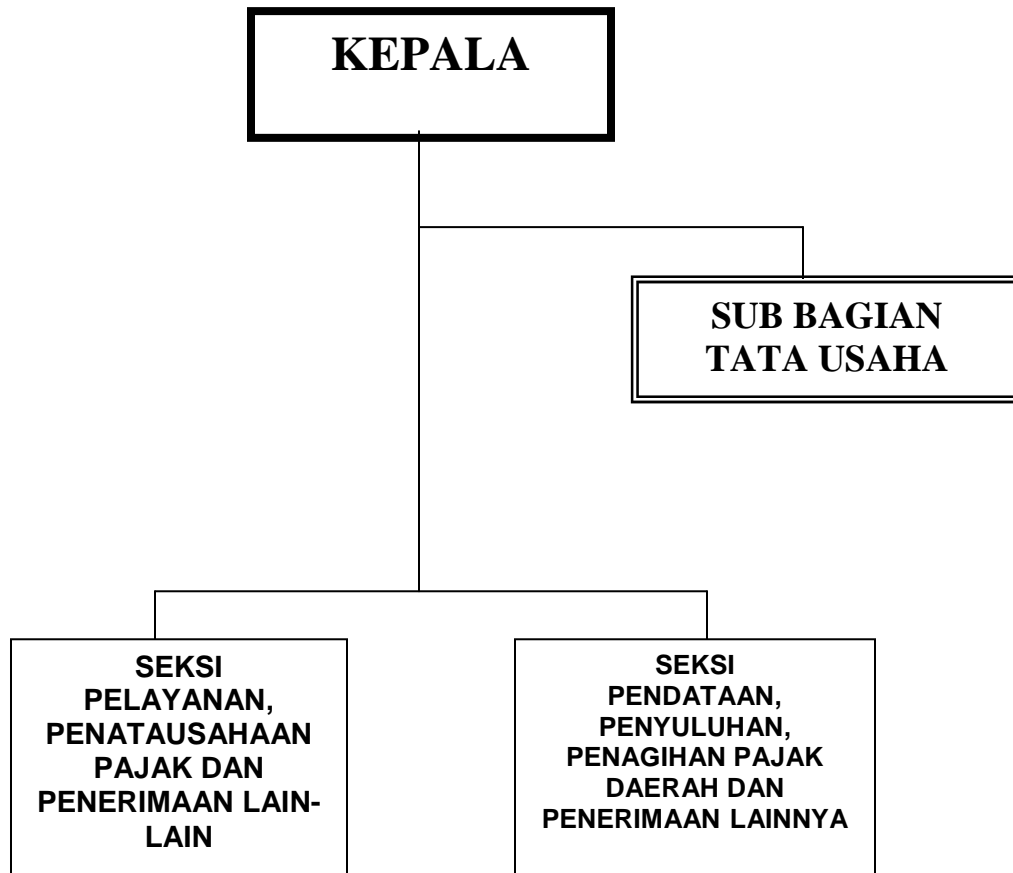 KEPALA
SUB BAGIAN
TATA USAHA
SEKSI
PELAYANAN,
PENATAUSAHAAN
PAJAK DAN
PENERIMAAN LAIN-
LAIN
SEKSI
PENDATAAN,
PENYULUHAN,
PENAGIHAN PAJAK
DAERAH DAN
PENERIMAAN LAINNYA